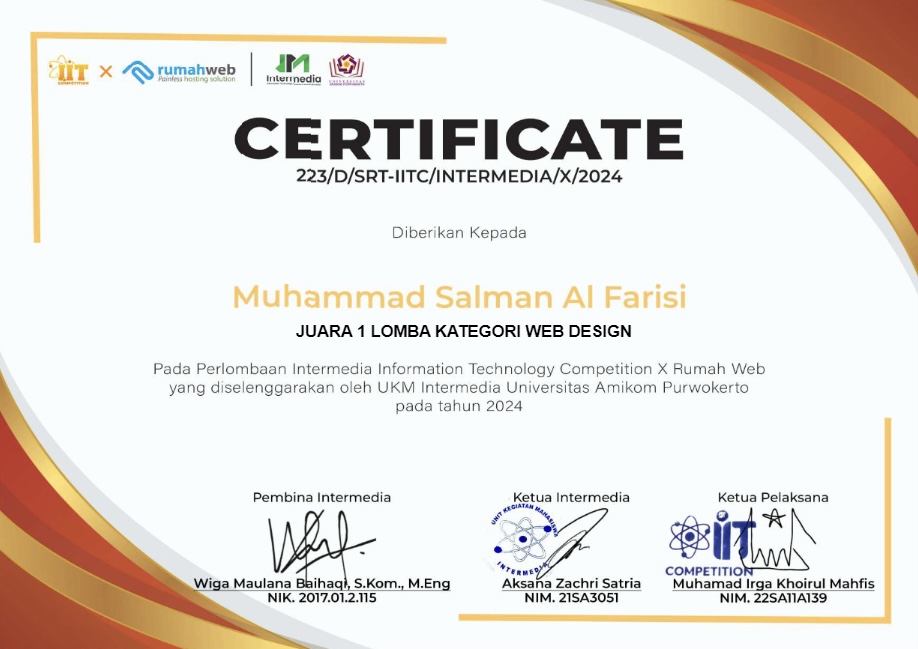 IIT
COMPETITION
×
rumahweb
Painless hosting solution
IM
Intermedia
UNIVERSITAS
CERTIFICATE
223/D/SRT-IITC/INTERMEDIA/X/2024
Diberikan Kepada
Muhammad Salman Al Farisi
JUARA 1 LOMBA KATEGORI WEB DESIGN
Pada Perlombaan Intermedia Information Technology Competition X Rumah Web
yang diselenggarakan oleh UKM Intermedia Universitas Amikom Purwokerto
pada tahun 2024
Pembina Intermedia
Wiga Maulana Baihaqi, S.Kom., M.Eng
NIK. 2017.01.2.115
Ketua Intermedia
UNIT KEGIATAN MAHASISWA
INTERMEDIA
Aksana Zachri Satria
NIM. 21SA3051
Ketua Pelaksana
IIT
COMPETITION
Muhamad Irga Khoirul Mahfis
NIM. 22SA11A139